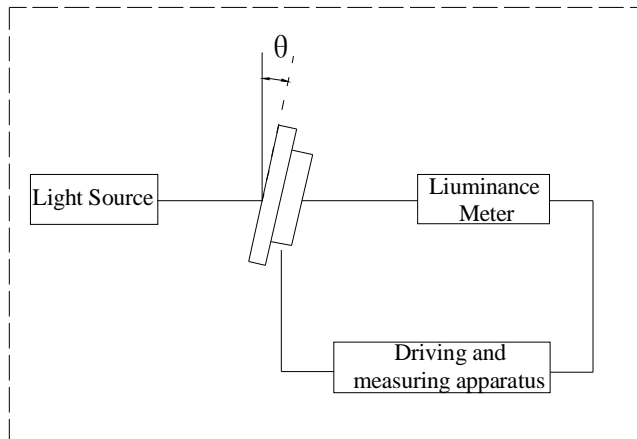 θ
Light Source
Liuminance
Meter
Driving and
measuring apparatus